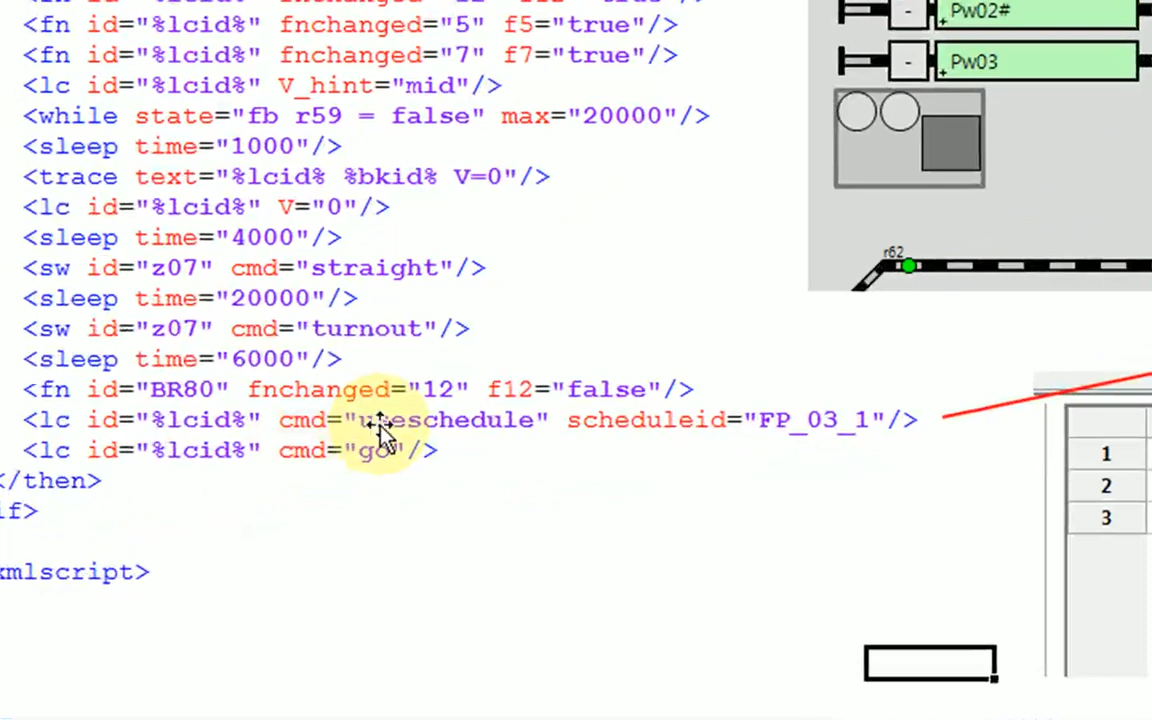 <fn id="%lcid%" fnchanged="5" f5="true"/>
<fn id="%lcid%" fnchanged="7" f7="true"/>
<lc id="%lcid%" V_hint="mid"/>
<while state="fb r59 = false" max="20000"/>
<sleep time="1000"/>
<trace text="%lcid% %bkid% V=0"/>
<lc id="%lcid%" V="0"/>
<sleep time="4000"/>
<sw id="z07" cmd="straight"/>
<sleep time="20000"/>
<sw id="z07" cmd="turnout"/>
<sleep time="6000"/>
<fn id="BR80" fnchanged="12" f12="false"/>
<lc id="%lcid%" cmd="useschedule" scheduleid="FP_03_1"/>
<lc id="%lcid%" cmd="go"/>
</then>
if>
xmlscript>
- Pw02#
+
- Pw03
+
r62
1
2
3